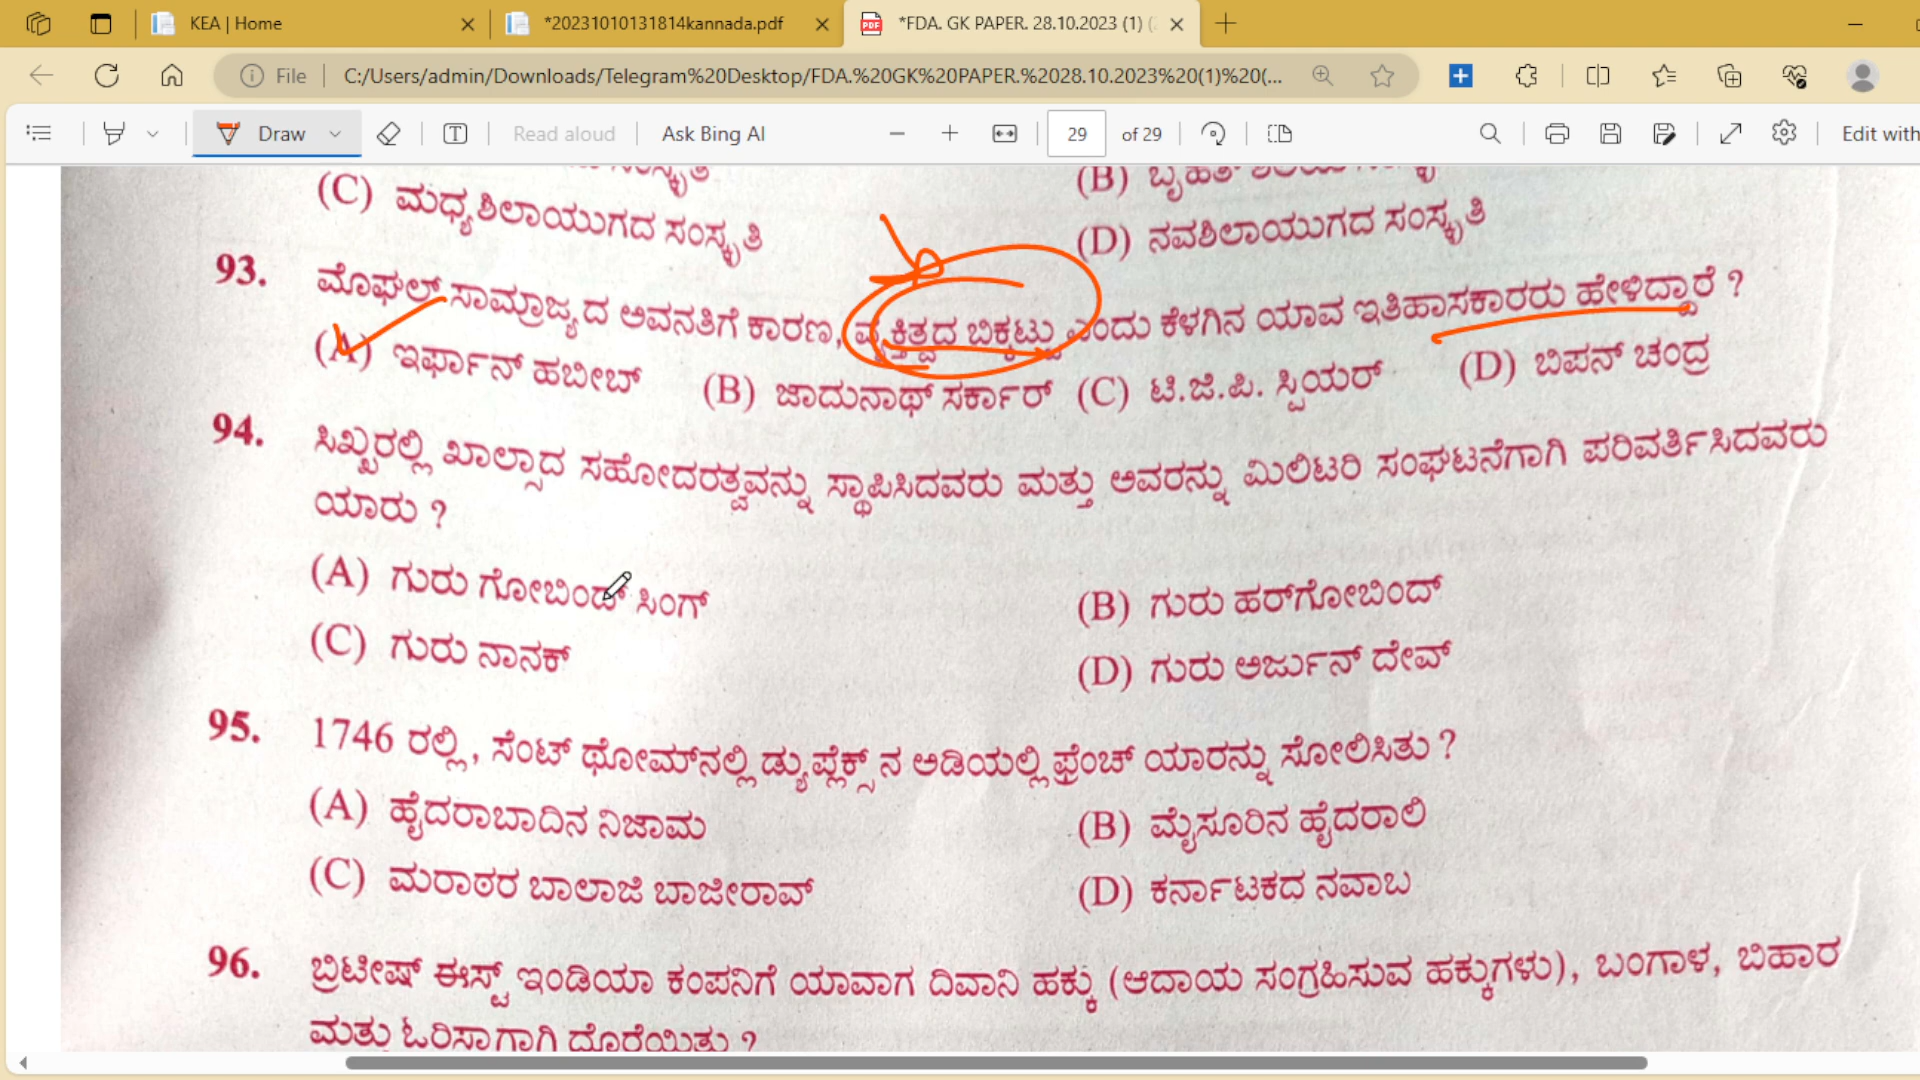 KEA | Home
*20231010131814kannada.pdf
*FDA. GK PAPER. 28.10.2023 (1) (
File
C:/Users/admin/Downloads/Telegram%20Desktop/FDA.%20GK%20PAPER.%2028.10.2023%20(1)%20(...
Draw
Read aloud
Ask Bing AI
29
of 29
Edit with
(C) ಮಧ್ಯಶಿಲಾಯುಗದ ಸಂಸ್ಕೃತಿ
(D) ನವಶಿಲಾಯುಗದ ಸಂಸ್ಕೃತಿ
93. ಮೊಘಲ್ ಸಾಮ್ರಾಜ್ಯದ ಅವನತಿಗೆ ಕಾರಣ, ವ್ಯಕ್ತಿತ್ವದ ಬಿಕ್ಕಟ್ಟು ಎಂದು ಕೆಳಗಿನ ಯಾವ ಇತಿಹಾಸಕಾರರು ಹೇಳಿದ್ದಾರೆ ?
(A) ಇರ್ಫಾನ್ ಹಬೀಬ್ (B) ಜಾದುನಾಥ್ ಸರ್ಕಾರ್ (C) ಟಿ.ಜಿ.ಪಿ. ಸ್ಪಿಯರ್ (D) ಬಿಪನ್ ಚಂದ್ರ
94. ಸಿಖ್ಖರಲ್ಲಿ ಖಾಲ್ಸಾದ ಸಹೋದರತ್ವವನ್ನು ಸ್ಥಾಪಿಸಿದವರು ಮತ್ತು ಅವರನ್ನು ಮಿಲಿಟರಿ ಸಂಘಟನೆಗಾಗಿ ಪರಿವರ್ತಿಸಿದವರು
ಯಾರು ?
(A) ಗುರು ಗೋಬಿಂದ್ ಸಿಂಗ್ (B) ಗುರು ಹರ್‌ಗೋಬಿಂದ್
(C) ಗುರು ನಾನಕ್ (D) ಗುರು ಅರ್ಜುನ್ ದೇವ್
95. 1746 ರಲ್ಲಿ, ಸೆಂಟ್ ಥೋಮ್‌ನಲ್ಲಿ ಡ್ಯುಪ್ಲೆಕ್ಸ್‌ನ ಅಡಿಯಲ್ಲಿ ಫ್ರೆಂಚ್ ಯಾರನ್ನು ಸೋಲಿಸಿತು ?
(A) ಹೈದರಾಬಾದಿನ ನಿಜಾಮ (B) ಮೈಸೂರಿನ ಹೈದರಾಲಿ
(C) ಮರಾಠರ ಬಾಲಾಜಿ ಬಾಜೀರಾವ್ (D) ಕರ್ನಾಟಕದ ನವಾಬ
96. ಬ್ರಿಟೀಷ್ ಈಸ್ಟ್ ಇಂಡಿಯಾ ಕಂಪನಿಗೆ ಯಾವಾಗ ದಿವಾನಿ ಹಕ್ಕು (ಆದಾಯ ಸಂಗ್ರಹಿಸುವ ಹಕ್ಕುಗಳು), ಬಂಗಾಳ, ಬಿಹಾರ
ಮತ್ತು ಓರಿಸಾಗಾಗಿ ದೊರೆಯಿತು ?